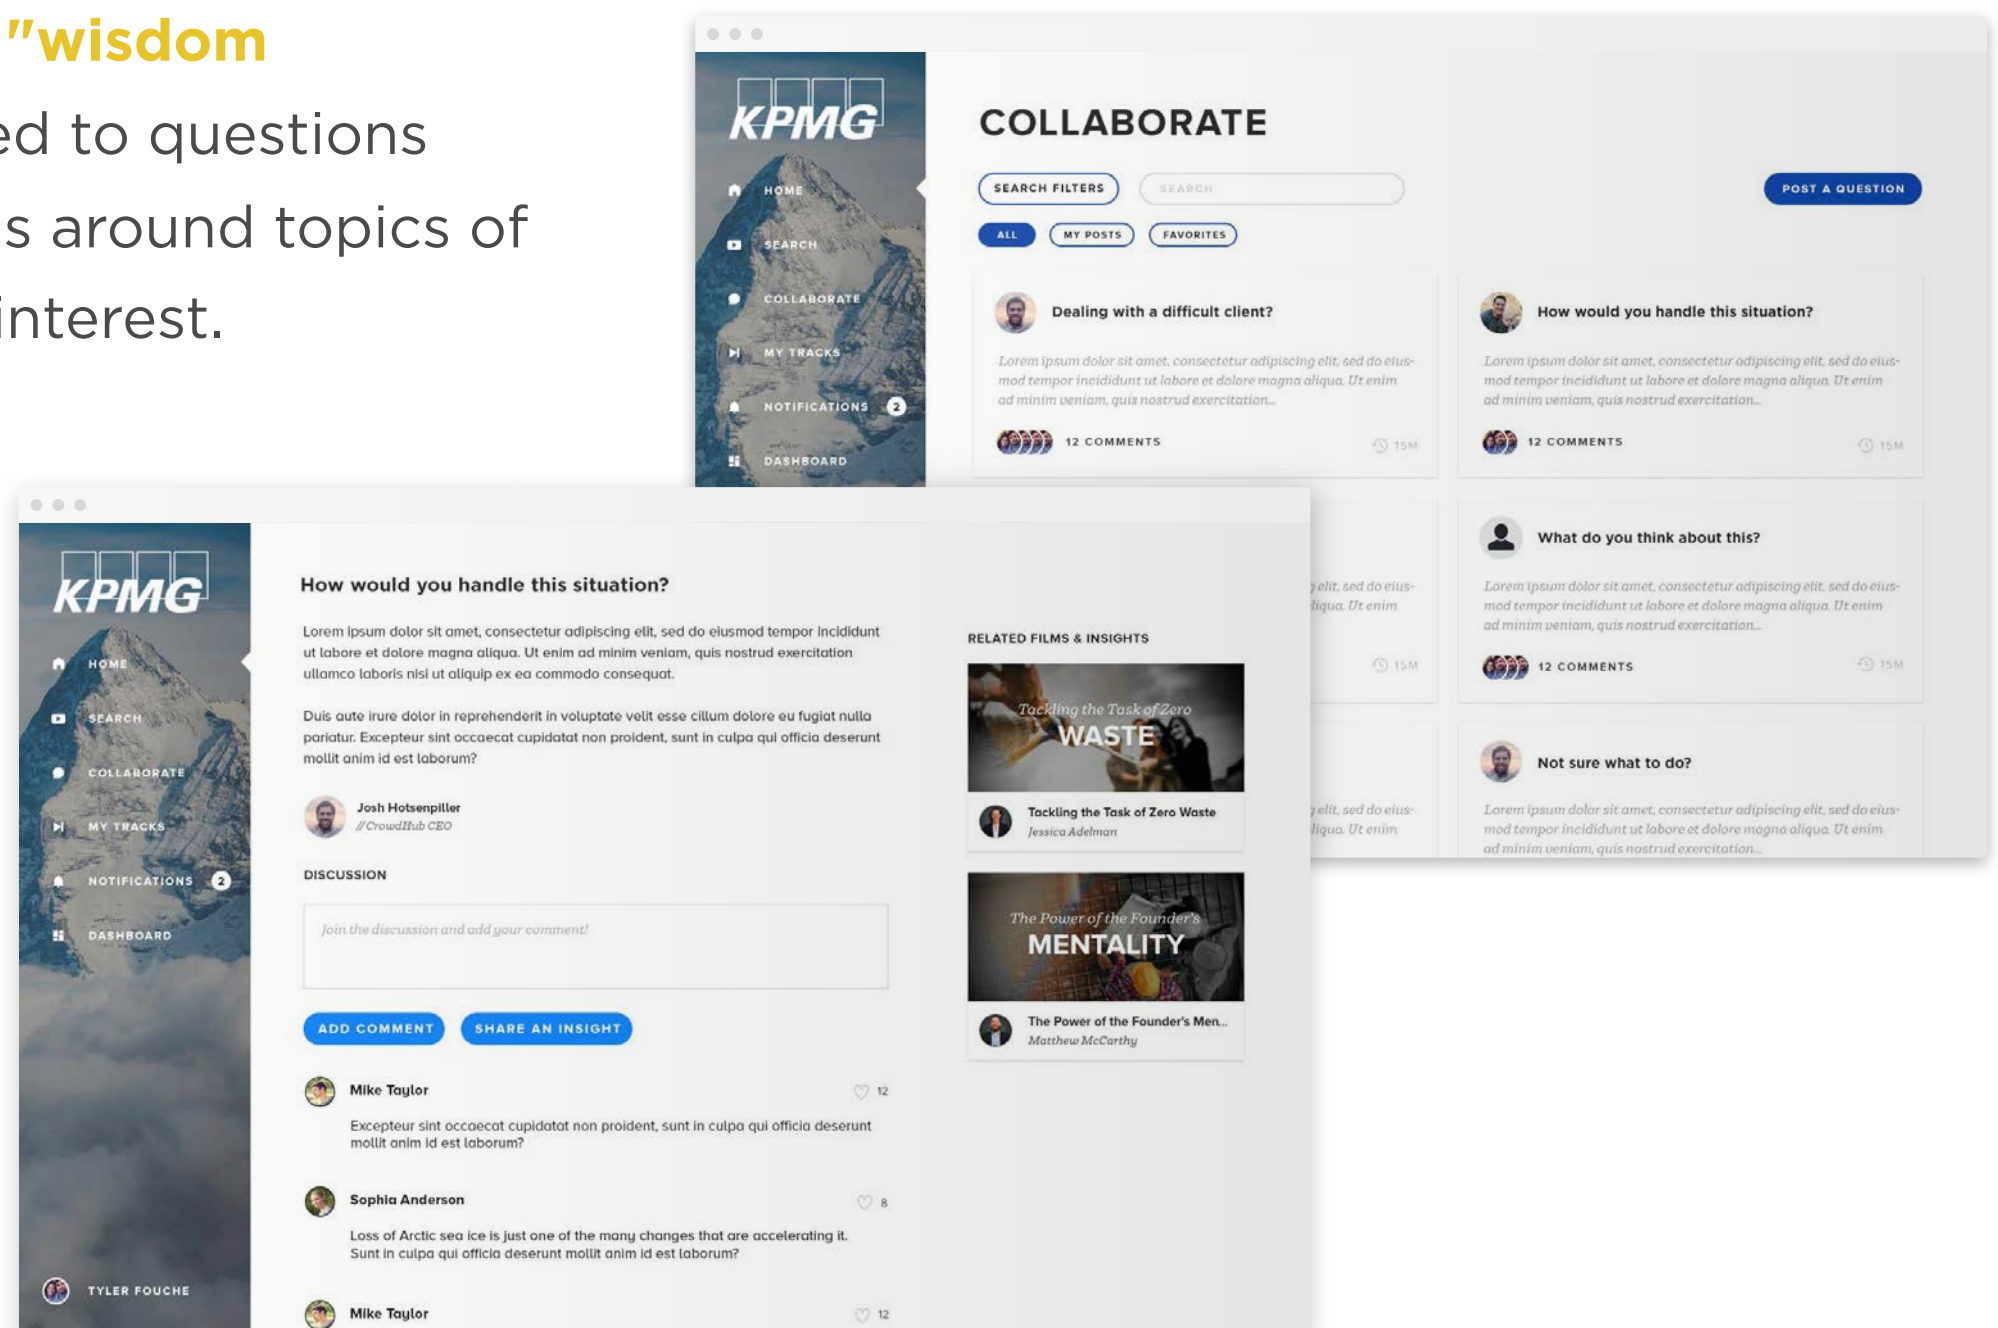 "wisdom
ed to questions
s around topics of
interest.
KPMG
HOME
SEARCH
COLLABORATE
MY TRACKS
NOTIFICATIONS 2
DASHBOARD
COLLABORATE
SEARCH FILTERS
SEARCH
POST A QUESTION
ALL
MY POSTS
FAVORITES
Dealing with a difficult client?
Lorem ipsum dolor sit amet, consectetur adipiscing elit, sed do eius-
mod tempor incididunt ut labore et dolore magna aliqua. Ut enim
ad minim veniam, quis nostrud exercitation...
12 COMMENTS
15M
How would you handle this situation?
Lorem ipsum dolor sit amet, consectetur adipiscing elit, sed do eius-
mod tempor incididunt ut labore et dolore magna aliqua. Ut enim
ad minim veniam, quis nostrud exercitation...
12 COMMENTS
15M
elit, sed do eius-
liqua. Ut enim
15M
What do you think about this?
Lorem ipsum dolor sit amet, consectetur adipiscing elit, sed do eius-
mod tempor incididunt ut labore et dolore magna aliqua. Ut enim
ad minim veniam, quis nostrud exercitation...
12 COMMENTS
15M
elit, sed do eius-
liqua. Ut enim
Not sure what to do?
Lorem ipsum dolor sit amet, consectetur adipiscing elit, sed do eius-
mod tempor incididunt ut labore et dolore magna aliqua. Ut enim
ad minim veniam, quis nostrud exercitation...
KPMG
HOME
SEARCH
COLLABORATE
MY TRACKS
NOTIFICATIONS 2
DASHBOARD
TYLER FOUCHE
How would you handle this situation?
Lorem ipsum dolor sit amet, consectetur adipiscing elit, sed do eiusmod tempor incididunt
ut labore et dolore magna aliqua. Ut enim ad minim veniam, quis nostrud exercitation
ullamco laboris nisi ut aliquip ex ea commodo consequat.
Duis aute irure dolor in reprehenderit in voluptate velit esse cillum dolore eu fugiat nulla
pariatur. Excepteur sint occaecat cupidatat non proident, sunt in culpa qui officia deserunt
mollit anim id est laborum?
Josh Hotsenpiller
//CrowdHub CEO
DISCUSSION
Join the discussion and add your comment!
ADD COMMENT
SHARE AN INSIGHT
Mike Taylor
12
Excepteur sint occaecat cupidatat non proident, sunt in culpa qui officia deserunt
mollit anim id est laborum?
Sophia Anderson
8
Loss of Arctic sea ice is just one of the many changes that are accelerating it.
Sunt in culpa qui officia deserunt mollit anim id est laborum?
Mike Taylor
12
RELATED FILMS & INSIGHTS
Tackling the Task of Zero
WASTE
Tackling the Task of Zero Waste
Jessica Adelman
The Power of the Founder's
MENTALITY
The Power of the Founder's Men...
Matthew McCarthy